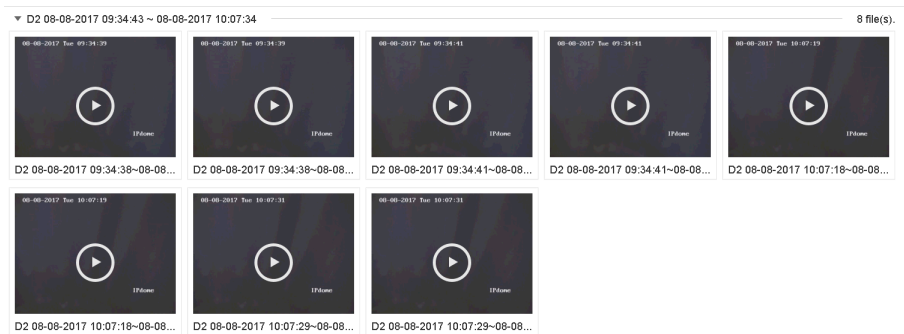 D2 08-08-2017 09:34:43 ~ 08-08-2017 10:07:34 8 file(s).
08-08-2017 Tue 09:34:39
IPdome
D2 08-08-2017 09:34:38~08-08...
08-08-2017 Tue 09:34:39
IPdome
D2 08-08-2017 09:34:38~08-08...
08-08-2017 Tue 09:34:41
IPdome
D2 08-08-2017 09:34:41~08-08...
08-08-2017 Tue 09:34:41
IPdome
D2 08-08-2017 09:34:41~08-08...
08-08-2017 Tue 10:07:19
IPdome
D2 08-08-2017 10:07:18~08-08...
08-08-2017 Tue 10:07:19
IPdome
D2 08-08-2017 10:07:18~08-08...
08-08-2017 Tue 10:07:31
IPdome
D2 08-08-2017 10:07:29~08-08...
08-08-2017 Tue 10:07:31
IPdome
D2 08-08-2017 10:07:29~08-08...